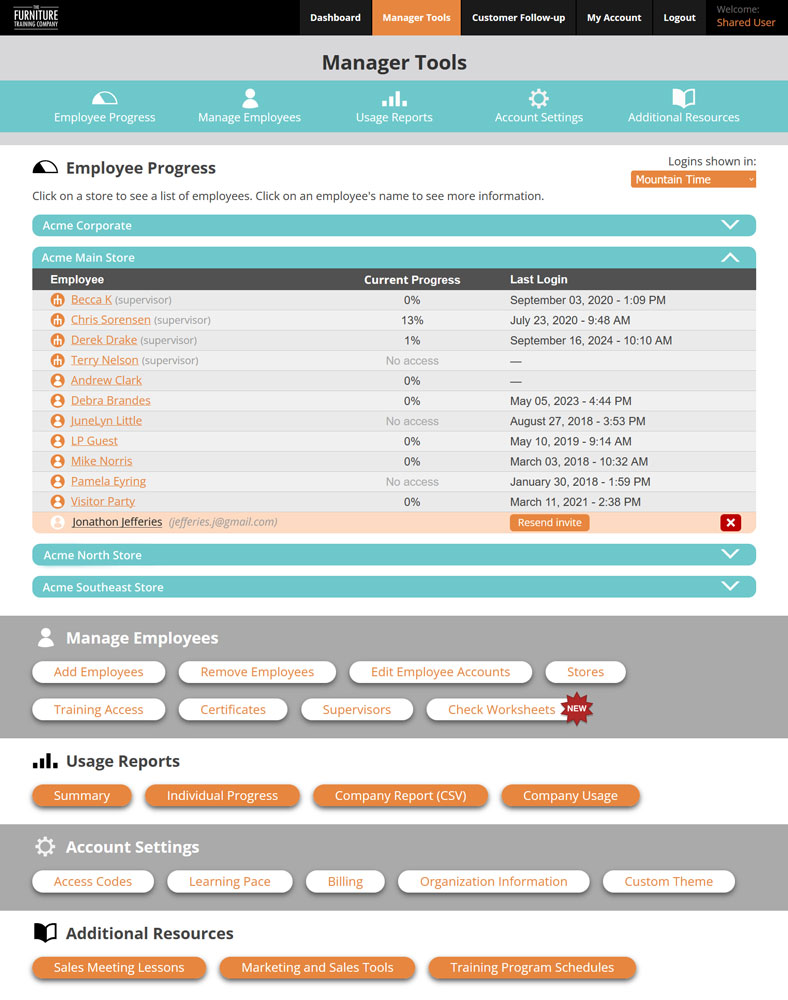 THE
FURNITURE
TRAINING COMPANY
Dashboard Manager Tools Customer Follow-up My Account Logout Welcome:
Shared User
Manager Tools
Employee Progress Manage Employees Usage Reports Account Settings Additional Resources
Employee Progress
Logins shown in:
Mountain Time
Click on a store to see a list of employees. Click on an employee's name to see more information.
Acme Corporate
Acme Main Store
Employee Current Progress Last Login
Becca K (supervisor) 0% September 03, 2020 - 1:09 PM
Chris Sorensen (supervisor) 13% July 23, 2020 - 9:48 AM
Derek Drake (supervisor) 1% September 16, 2024 - 10:10 AM
Terry Nelson (supervisor) No access —
Andrew Clark 0% —
Debra Brandes 0% May 05, 2023 - 4:44 PM
JuneLyn Little No access August 27, 2018 - 3:53 PM
LP Guest 0% May 10, 2019 - 9:14 AM
Mike Norris 0% March 03, 2018 - 10:32 AM
Pamela Eyring No access January 30, 2018 - 1:59 PM
Visitor Party 0% March 11, 2021 - 2:38 PM
Jonathon Jefferies (jefferies.j@gmail.com) Resend invite
Acme North Store
Acme Southeast Store
Manage Employees
Add Employees Remove Employees Edit Employee Accounts Stores
Training Access Certificates Supervisors Check Worksheets NEW
Usage Reports
Summary Individual Progress Company Report (CSV) Company Usage
Account Settings
Access Codes Learning Pace Billing Organization Information Custom Theme
Additional Resources
Sales Meeting Lessons Marketing and Sales Tools Training Program Schedules